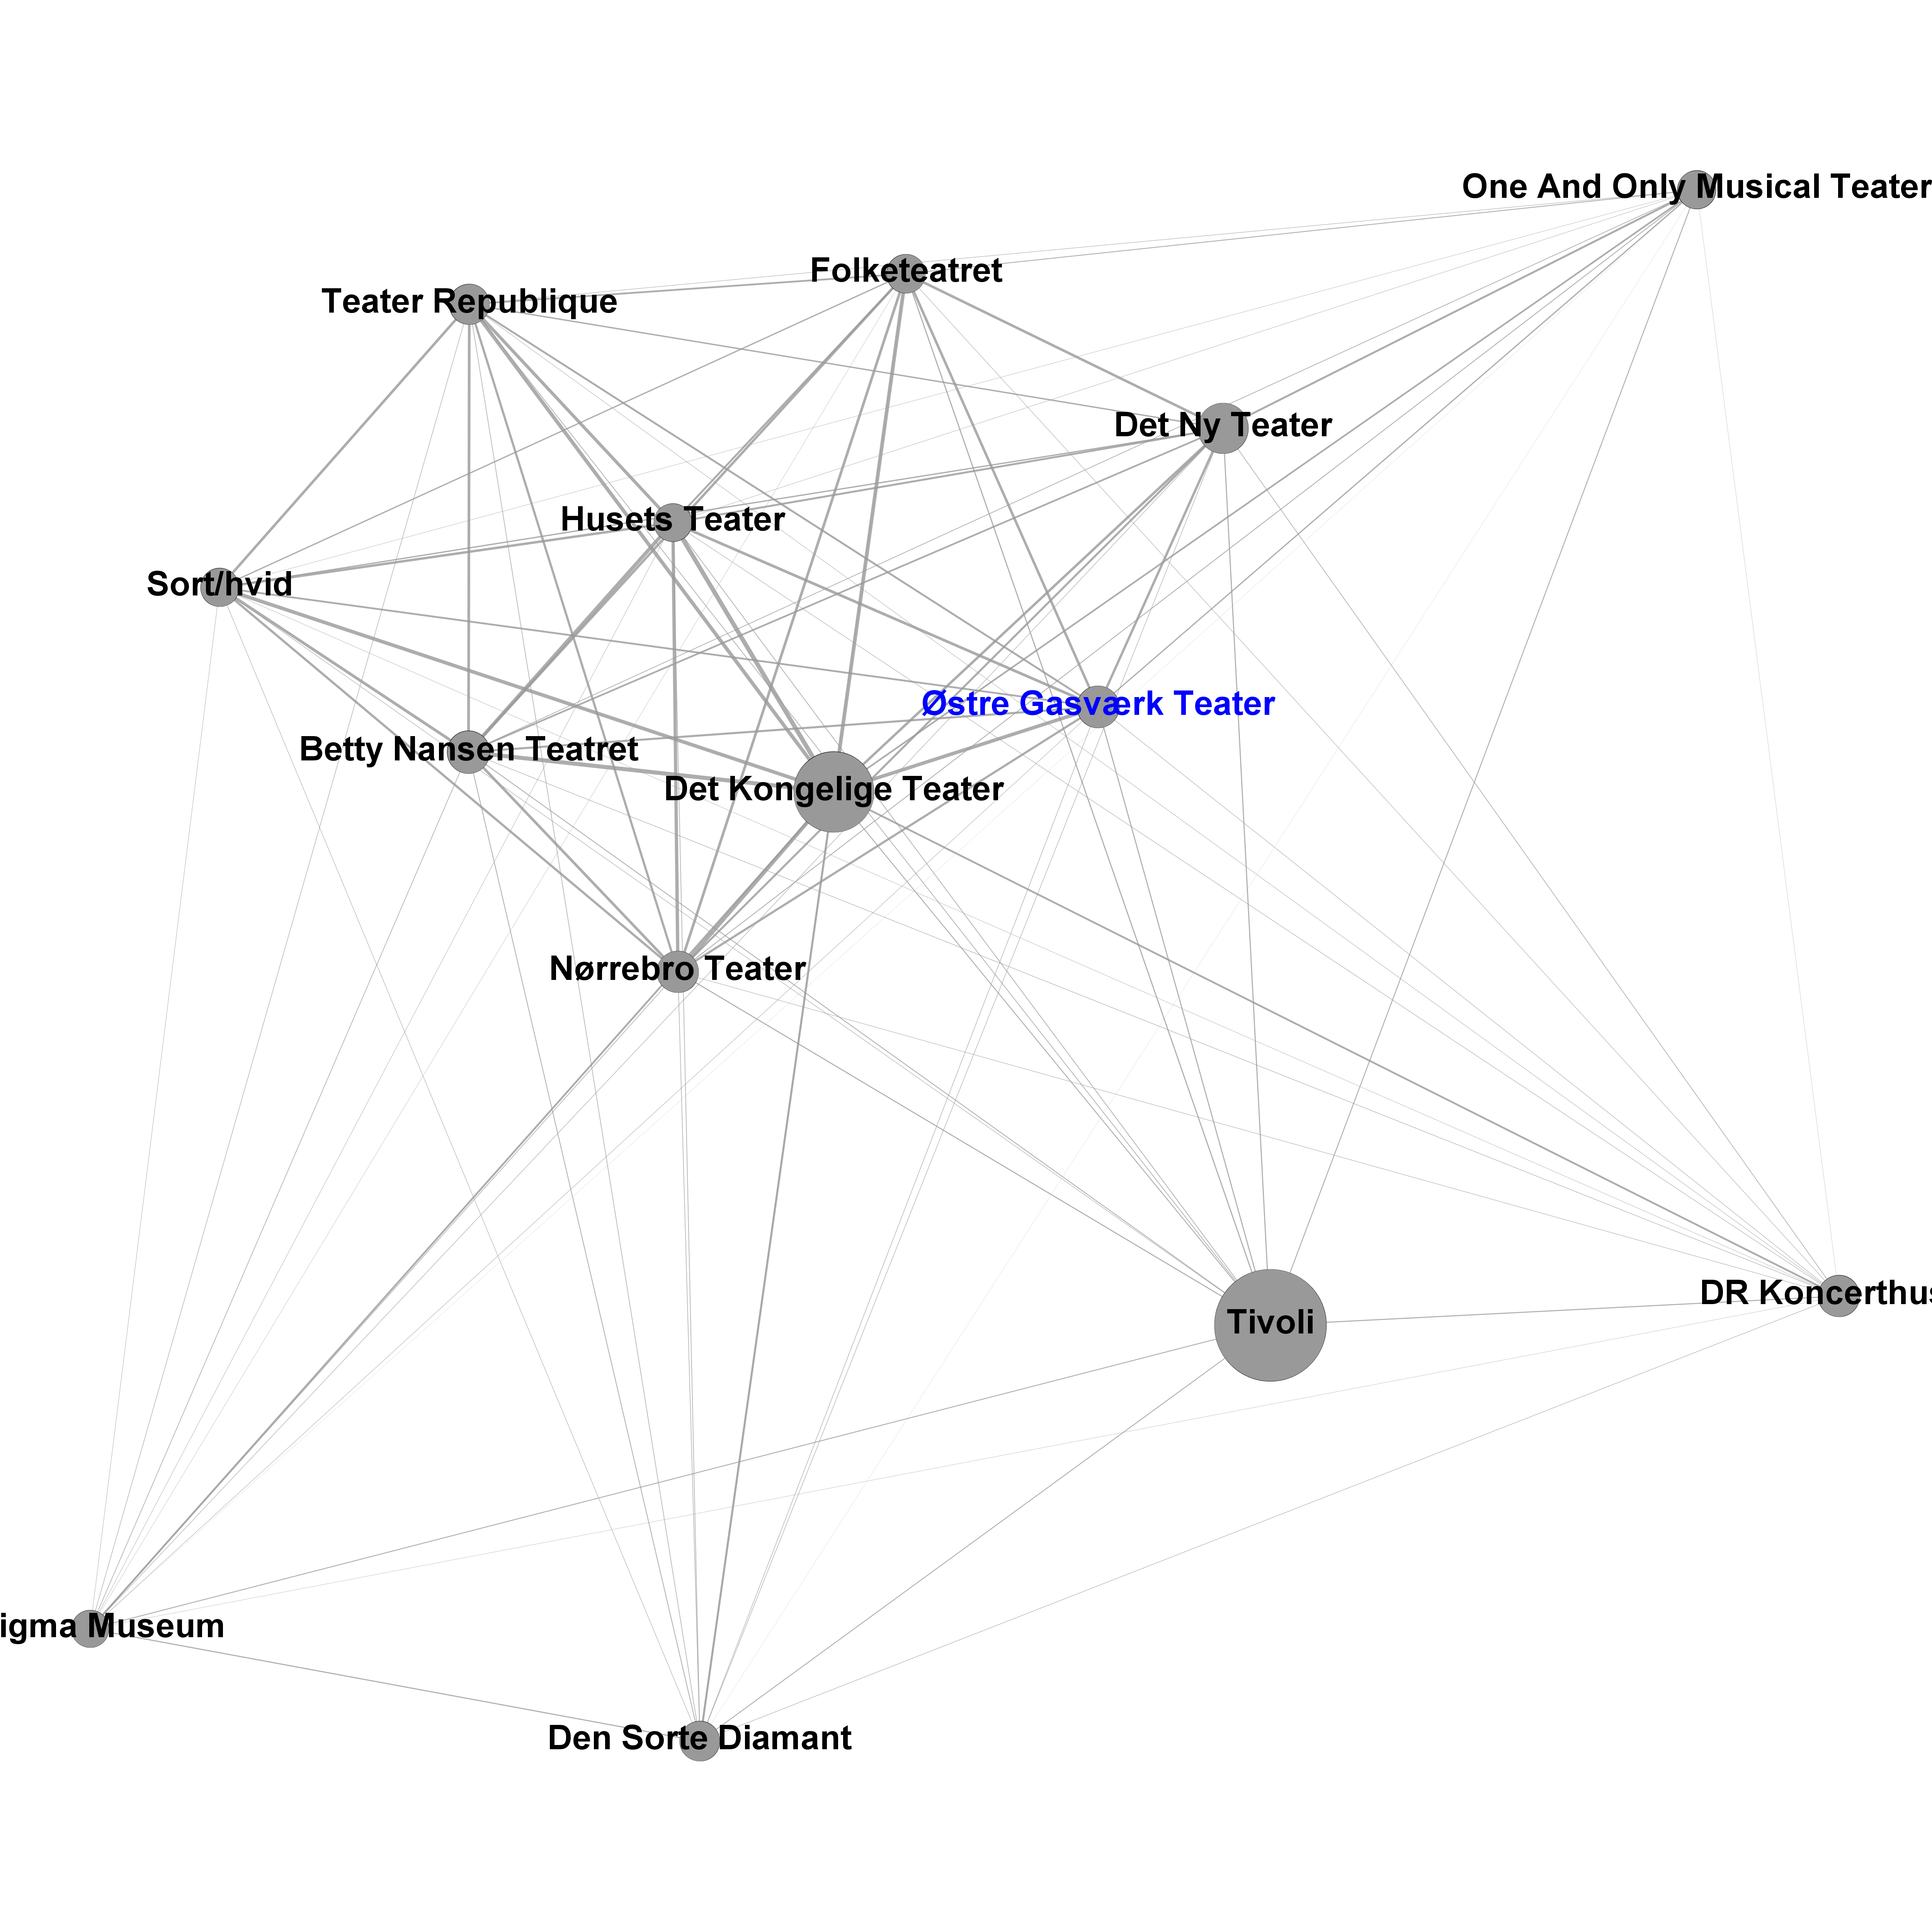 One And Only Musical Teater
Folketeatret
Teater Republique
Det Ny Teater
Husets Teater
Sort/hvid
Østre Gasværk Teater
Betty Nansen Teatret
Det Kongelige Teater
Nørrebro Teater
DR Koncerthus
Tivoli
igma Museum
Den Sorte Diamant